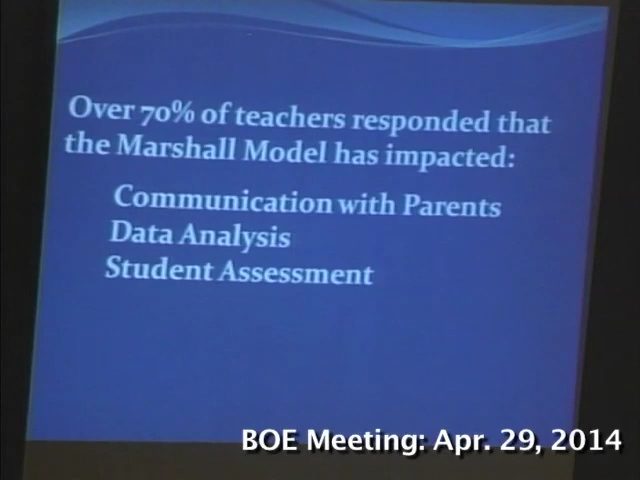 Over 70% of teachers responded that
the Marshall Model has impacted:
Communication with Parents
Data Analysis
Student Assessment
BOE Meeting: Apr. 29, 2014